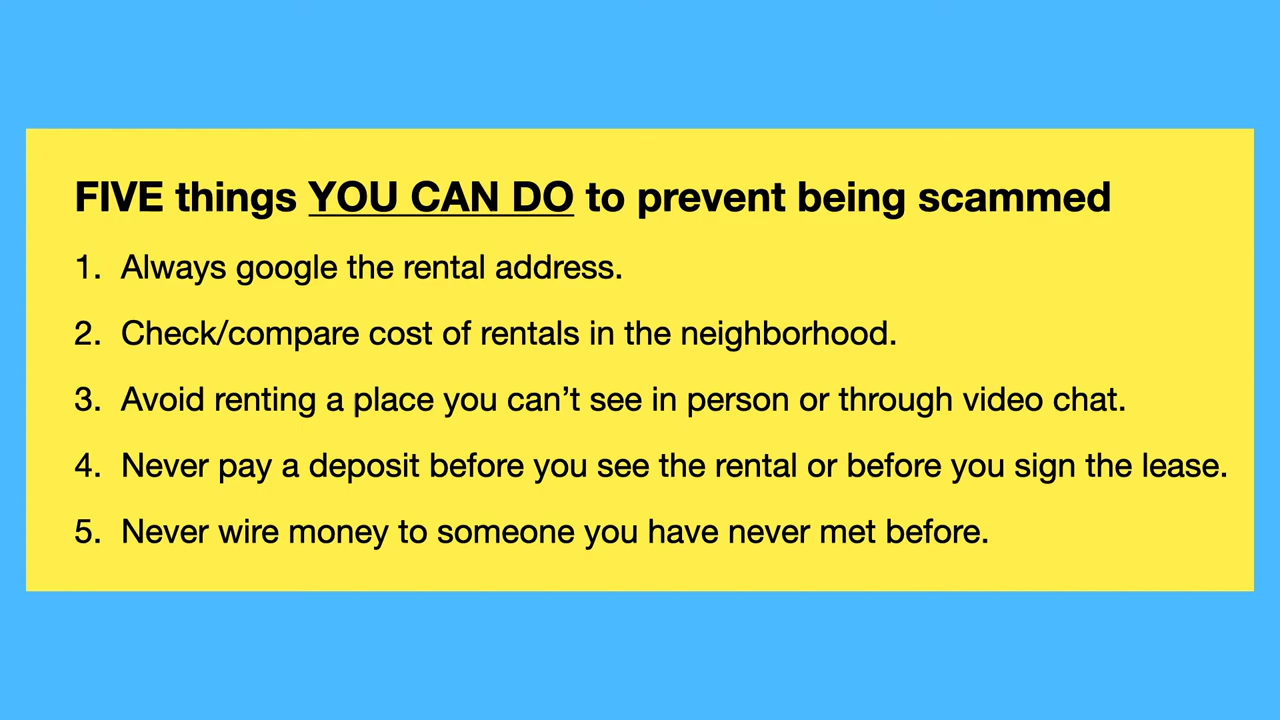 FIVE things YOU CAN DO to prevent being scammed
1. Always google the rental address.
2. Check/compare cost of rentals in the neighborhood.
3. Avoid renting a place you can’t see in person or through video chat.
4. Never pay a deposit before you see the rental or before you sign the lease.
5. Never wire money to someone you have never met before.